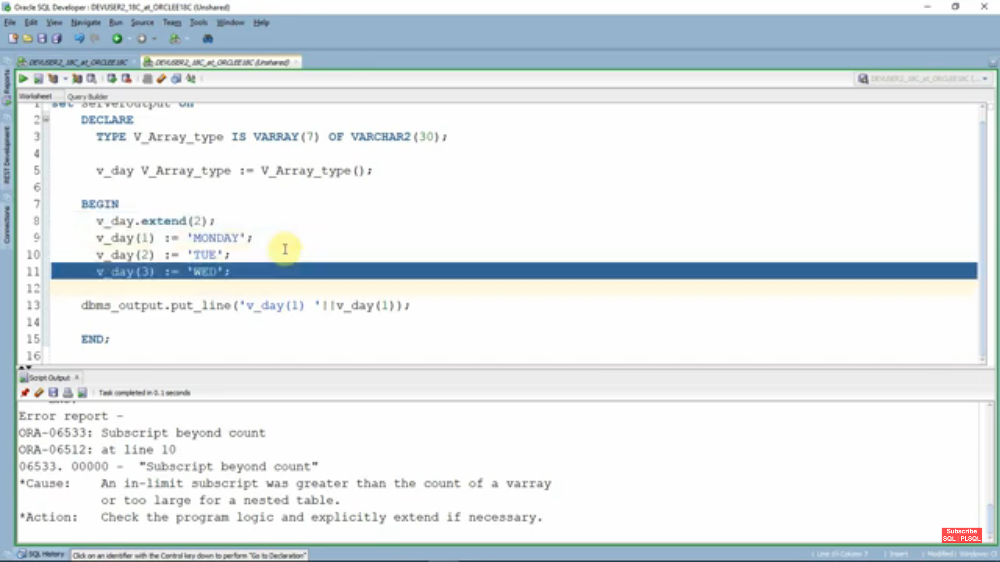 Oracle SQL Developer : DEVUSER2_18C_at_ORCLEE18C (Unshared)
File Edit View Navigate Run Source Team Tools Window Help
DEVUSER2_18C_at_ORCLEE18C
DEVUSER2_18C_at_ORCLEE18C (Unshared)
Reports
REST Development
Connections
DEVUSER2_18C_at_ORCLEE18C (...
Worksheet Query Builder
1 set serveroutput on
2 DECLARE
3 TYPE V_Array_type IS VARRAY(7) OF VARCHAR2(30);
4
5 v_day V_Array_type := V_Array_type();
6
7 BEGIN
8 v_day.extend(2);
9 v_day(1) := 'MONDAY';
10 v_day(2) := 'TUE';
11 v_day(3) := 'WED';
12
13 dbms_output.put_line('v_day(1) '||v_day(1));
14
15 END;
16
Script Output
Task completed in 0.1 seconds
Error report -
ORA-06533: Subscript beyond count
ORA-06512: at line 10
06533. 00000 - "Subscript beyond count"
*Cause: An in-limit subscript was greater than the count of a varray
or too large for a nested table.
*Action: Check the program logic and explicitly extend if necessary.
Subscribe
SQL | PLSQL
SQL History Click on an identifier with the Control key down to perform "Go to Declaration"
Insert Modified